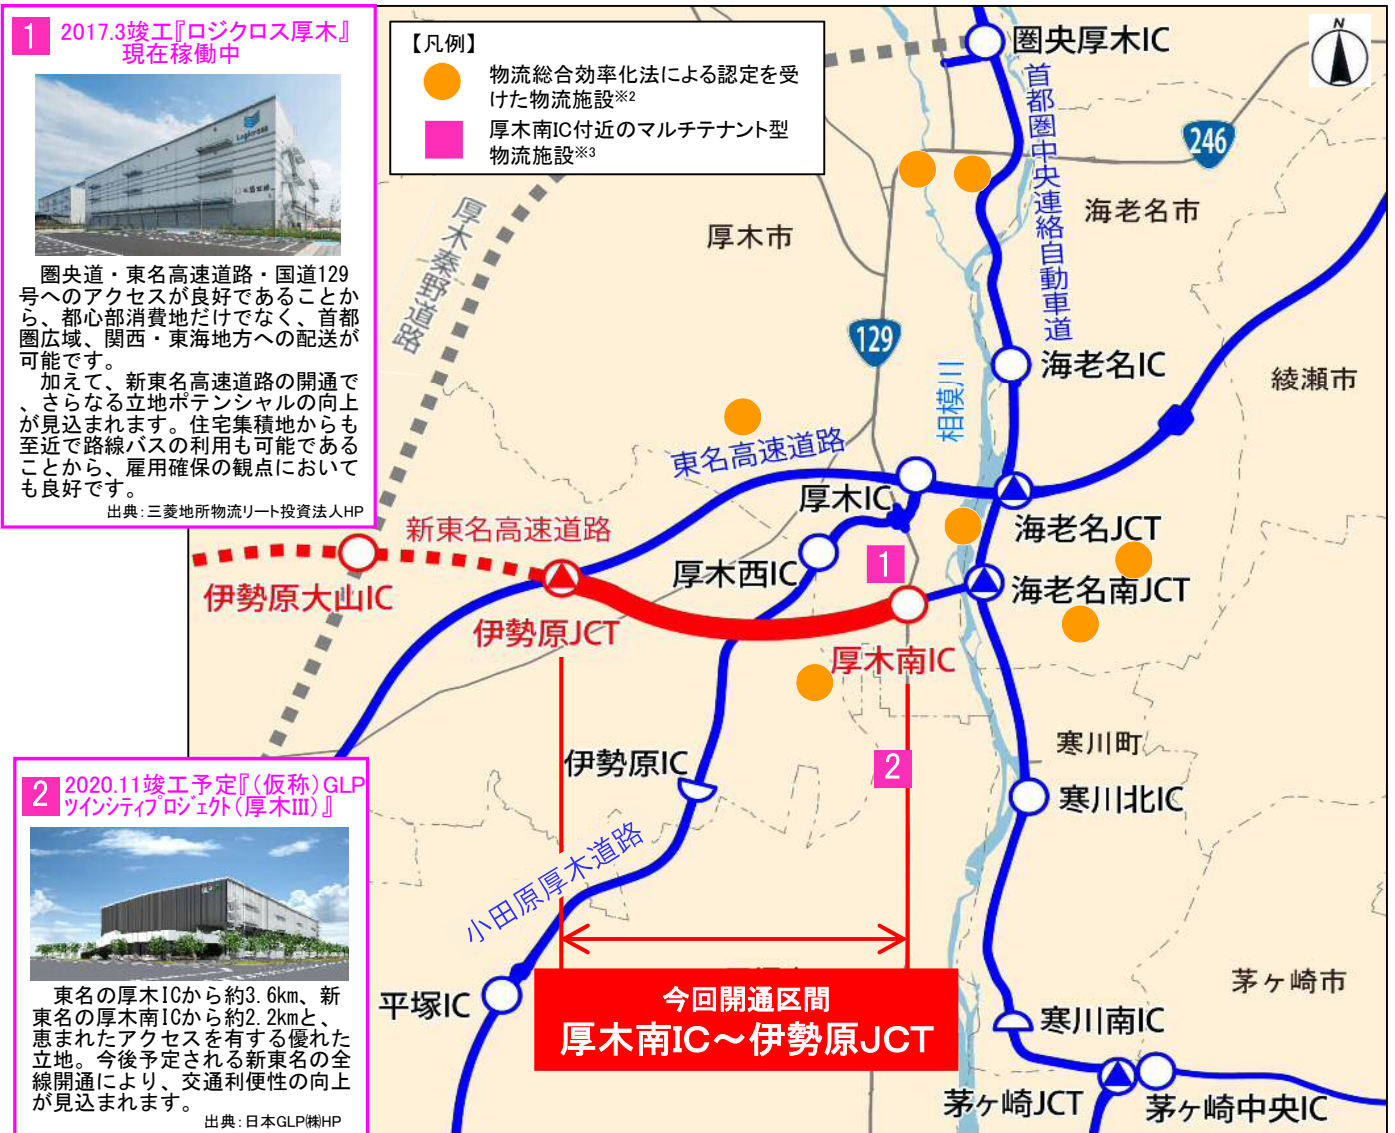 1
2017.3竣工『ロジクロス厚木』
現在稼働中
Logicross
圏央道・東名高速道路・国道129
号へのアクセスが良好であることか
ら、都心部消費地だけでなく、首都
圏広域、関西・東海地方への配送が
可能です。
加えて、新東名高速道路の開通で
、さらなる立地ポテンシャルの向上
が見込まれます。住宅集積地からも
至近で路線バスの利用も可能である
ことから、雇用確保の観点において
も良好です。
出典：三菱地所物流リート投資法人HP
2
2020.11竣工予定『(仮称)GLP
ツインシティプロジェクト(厚木Ⅲ)』
東名の厚木ICから約3.6km、新
東名の厚木南ICから約2.2kmと、
恵まれたアクセスを有する優れた
立地。今後予定される新東名の全
線開通により、交通利便性の向上
が見込まれます。
出典：日本GLP㈱HP
【凡例】
物流総合効率化法による認定を受
けた物流施設※2
厚木南IC付近のマルチテナント型
物流施設※3
N
圏央厚木IC
首都圏中央連絡自動車道
246
海老名市
厚木市
厚木秦野道路
129
海老名IC
綾瀬市
相模川
東名高速道路
厚木IC
海老名JCT
新東名高速道路
厚木西IC
1
海老名南JCT
伊勢原大山IC
伊勢原JCT
厚木南IC
寒川町
伊勢原IC
2
寒川北IC
小田原厚木道路
平塚IC
今回開通区間
厚木南IC～伊勢原JCT
茅ヶ崎市
寒川南IC
茅ヶ崎JCT
茅ヶ崎中央IC